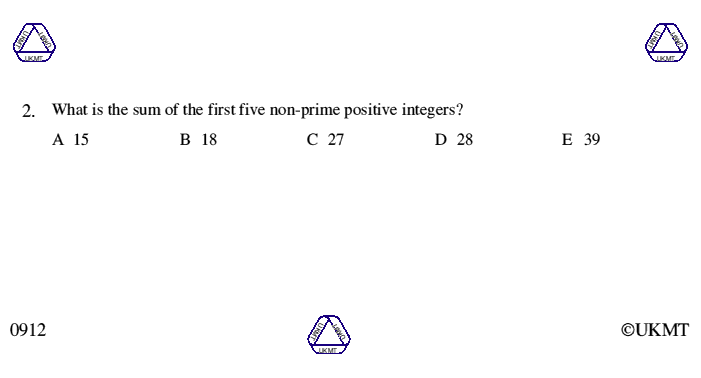 UKMT UKMT UKMT
UKMT UKMT UKMT
2. What is the sum of the first five non-prime positive integers?
A 15 B 18 C 27 D 28 E 39
0912
UKMT UKMT UKMT
©UKMT